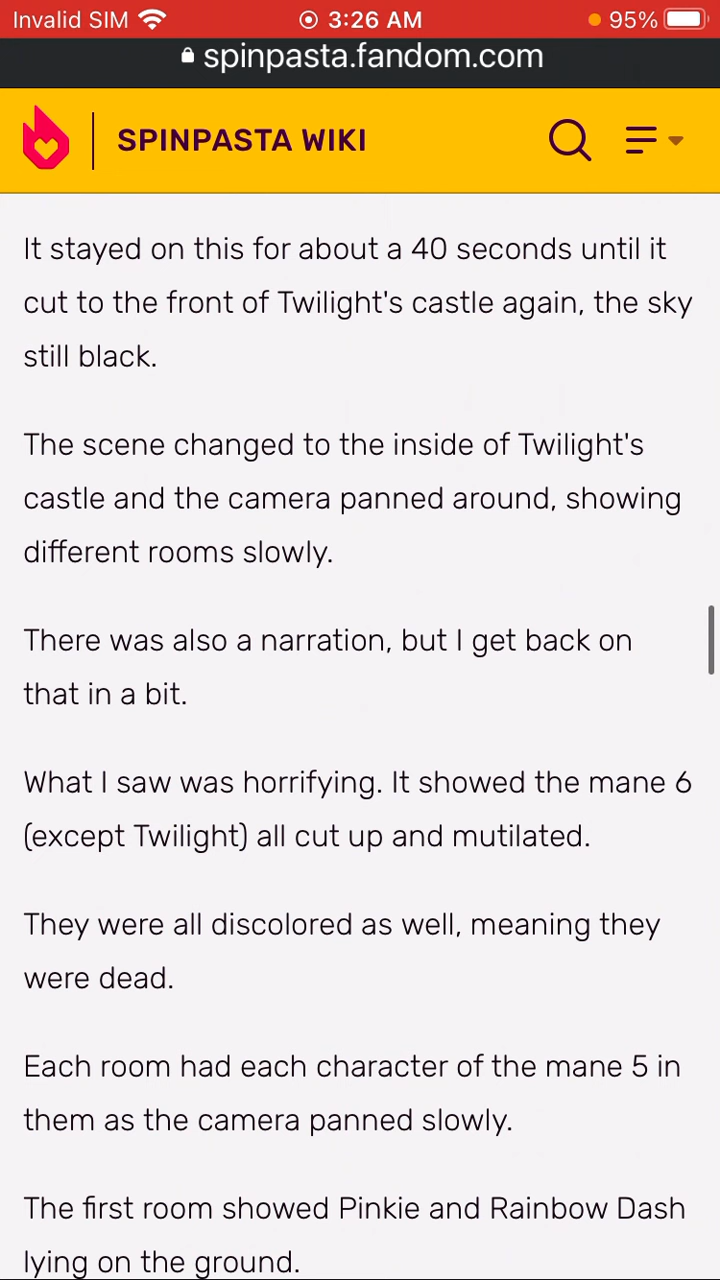 Invalid SIM 3:26 AM 95%
spinpasta.fandom.com
SPINPASTA WIKI
It stayed on this for about a 40 seconds until it
cut to the front of Twilight's castle again, the sky
still black.
The scene changed to the inside of Twilight's
castle and the camera panned around, showing
different rooms slowly.
There was also a narration, but I get back on
that in a bit.
What I saw was horrifying. It showed the mane 6
(except Twilight) all cut up and mutilated.
They were all discolored as well, meaning they
were dead.
Each room had each character of the mane 5 in
them as the camera panned slowly.
The first room showed Pinkie and Rainbow Dash
lying on the ground.